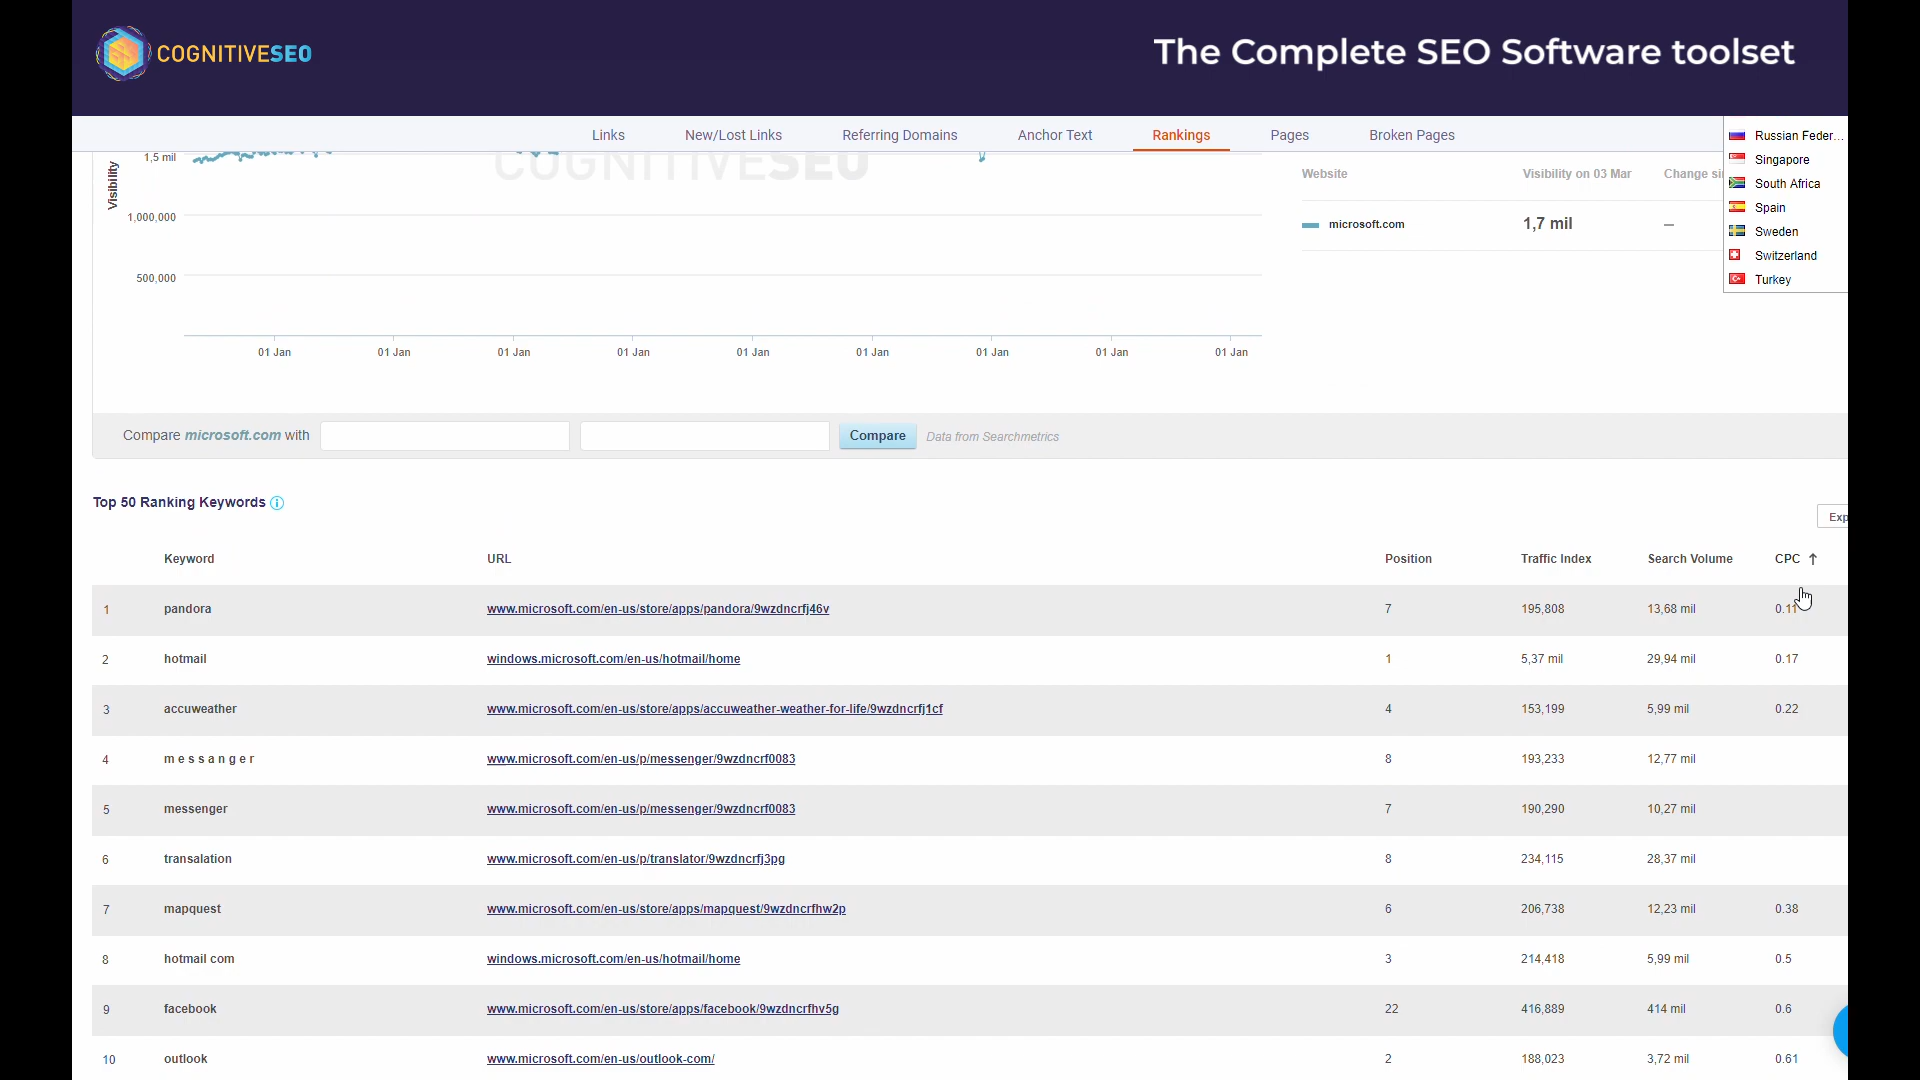 COGNITIVESEO
The Complete SEO Software toolset
Links New/Lost Links Referring Domains Anchor Text Rankings Pages Broken Pages
Russian Feder...
Singapore
South Africa
Spain
Sweden
Switzerland
Turkey
COGNITIVESEO
Visibility
1,5 mil
1,000,000
500,000
01 Jan 01 Jan 01 Jan 01 Jan 01 Jan 01 Jan 01 Jan 01 Jan 01 Jan
Website Visibility on 03 Mar Change si
microsoft.com 1,7 mil –
Compare microsoft.com with Compare Data from Searchmetrics
Top 50 Ranking Keywords
Exp
Keyword URL Position Traffic Index Search Volume CPC
1 pandora www.microsoft.com/en-us/store/apps/pandora/9wzdncrfj46v 7 195,808 13,68 mil 0.11
2 hotmail windows.microsoft.com/en-us/hotmail/home 1 5,37 mil 29,94 mil 0.17
3 accuweather www.microsoft.com/en-us/store/apps/accuweather-weather-for-life/9wzdncrfj1cf 4 153,199 5,99 mil 0.22
4 m e s s a n g e r www.microsoft.com/en-us/p/messenger/9wzdncrf0083 8 193,233 12,77 mil
5 messenger www.microsoft.com/en-us/p/messenger/9wzdncrf0083 7 190,290 10,27 mil
6 transalation www.microsoft.com/en-us/p/translator/9wzdncrfj3pg 8 234,115 28,37 mil
7 mapquest www.microsoft.com/en-us/store/apps/mapquest/9wzdncrfhw2p 6 206,738 12,23 mil 0.38
8 hotmail com windows.microsoft.com/en-us/hotmail/home 3 214,418 5,99 mil 0.5
9 facebook www.microsoft.com/en-us/store/apps/facebook/9wzdncrfhv5g 22 416,889 414 mil 0.6
10 outlook www.microsoft.com/en-us/outlook-com/ 2 188,023 3,72 mil 0.61